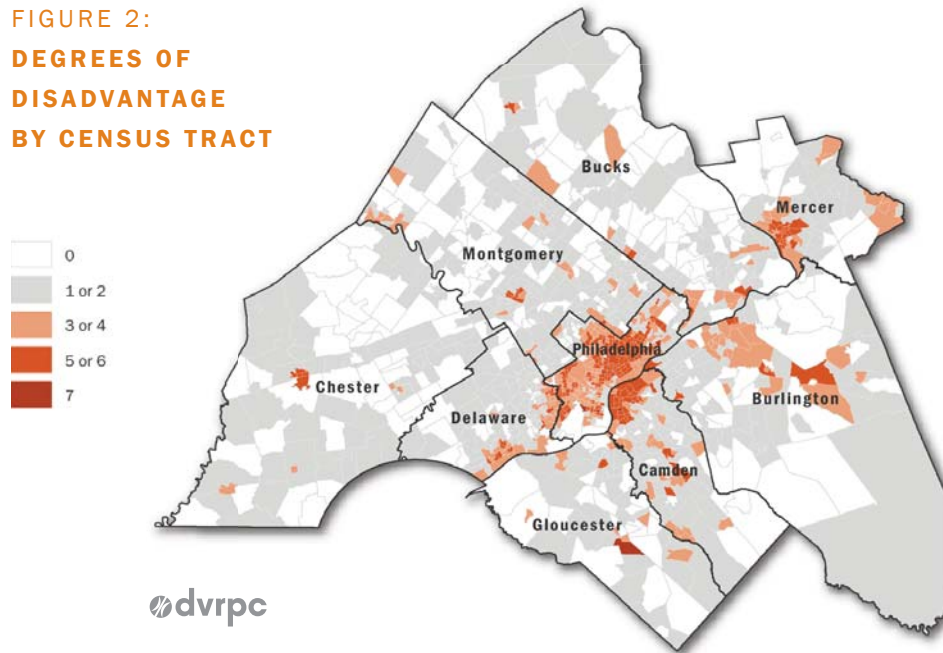 FIGURE 2:
DEGREES OF
DISADVANTAGE
BY CENSUS TRACT
0
1 or 2
3 or 4
5 or 6
7
Bucks
Mercer
Montgomery
Philadelphia
Chester
Burlington
Delaware
Camden
Gloucester
dvrpc